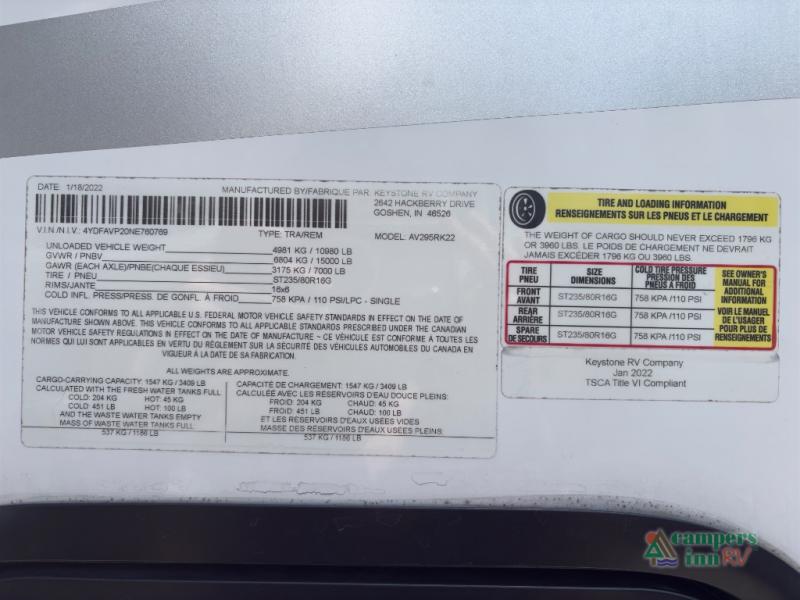 DATE: 1/18/2022 MANUFACTURED BY/FABRIQUE PAR: KEYSTONE RV COMPANY
2642 HACKBERRY DRIVE
GOSHEN, IN 46526
V.I.N./N.I.V.: 4YDFAVP20NE760769 TYPE: TRA/REM MODEL: AV295RK22
UNLOADED VEHICLE WEIGHT 4981 KG / 10980 LB
GVWR / PNBV 6804 KG / 15000 LB
GAWR (EACH AXLE)/PNBE(CHAQUE ESSIEU) 3175 KG / 7000 LB
TIRE / PNEU ST235/80R16G
RIMS/JANTE 16x6
COLD INFL. PRESS/PRESS. DE GONFL. À FROID 758 KPA / 110 PSI/LPC - SINGLE
THIS VEHICLE CONFORMS TO ALL APPLICABLE U.S. FEDERAL MOTOR VEHICLE SAFETY STANDARDS IN EFFECT ON THE DATE OF
MANUFACTURE SHOWN ABOVE. THIS VEHICLE CONFORMS TO ALL APPLICABLE STANDARDS PRESCRIBED UNDER THE CANADIAN
MOTOR VEHICLE SAFETY REGULATIONS IN EFFECT ON THE DATE OF MANUFACTURE ~ CE VÉHICULE EST CONFORME À TOUTES LES
NORMES QUI LUI SONT APPLICABLES EN VERTU DU RÈGLEMENT SUR LA SÉCURITÉ DES VÉHICULES AUTOMOBILES DU CANADA EN
VIGUEUR À LA DATE DE SA FABRICATION.
ALL WEIGHTS ARE APPROXIMATE.
CARGO-CARRYING CAPACITY: 1547 KG / 3409 LB
CALCULATED WITH THE FRESH WATER TANKS FULL
COLD: 204 KG HOT: 45 KG
COLD: 451 LB HOT: 100 LB
AND THE WASTE WATER TANKS EMPTY
MASS OF WASTE WATER TANKS FULL
537 KG / 1186 LB
CAPACITÉ DE CHARGEMENT: 1547 KG / 3409 LB
CALCULÉE AVEC LES RÉSERVOIRS D'EAU DOUCE PLEINS:
FROID: 204 KG CHAUD: 45 KG
FROID: 451 LB CHAUD: 100 LB
ET LES RÉSERVOIRS D'EAUX USÉES VIDES
MASSE DES RÉSERVOIRS D'EAUX USÉES PLEINS:
537 KG / 1186 LB
TIRE AND LOADING INFORMATION
RENSEIGNEMENTS SUR LES PNEUS ET LE CHARGEMENT
THE WEIGHT OF CARGO SHOULD NEVER EXCEED 1796 KG
OR 3960 LBS. LE POIDS DE CHARGEMENT NE DEVRAIT
JAMAIS EXCÉDER 1796 KG OU 3960 LBS.
TIRE SIZE COLD TIRE PRESSURE
PNEU DIMENSIONS PRESSION DES PNEUS A FROID
FRONT AVANT ST235/80R16G 758 KPA /110 PSI
REAR ARRIÈRE ST235/80R16G 758 KPA /110 PSI
SPARE DE SECOURS ST235/80R16G 758 KPA /110 PSI
SEE OWNER'S
MANUAL FOR
ADDITIONAL
INFORMATION
VOIR LE MANUEL
DE L'USAGER
POUR PLUS DE
RENSEIGNEMENTS
Keystone RV Company
Jan 2022
TSCA Title VI Compliant
campers
inn RV